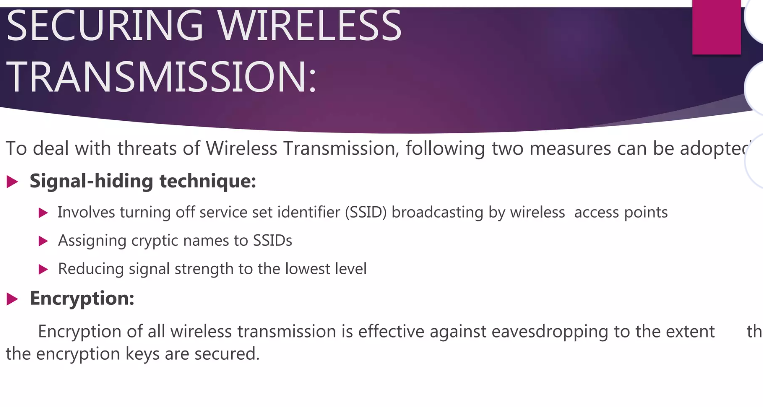 SECURING WIRELESS
TRANSMISSION:
To deal with threats of Wireless Transmission, following two measures can be adopted
Signal-hiding technique:
Involves turning off service set identifier (SSID) broadcasting by wireless access points
Assigning cryptic names to SSIDs
Reducing signal strength to the lowest level
Encryption:
Encryption of all wireless transmission is effective against eavesdropping to the extent th
the encryption keys are secured.